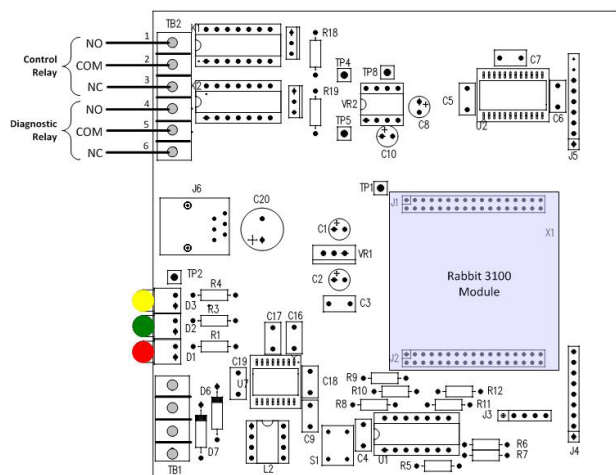 TB2
K1
R18
Control
Relay
NO
1
COM
2
NC
3
Diagnostic
Relay
NO
4
COM
5
NC
6
K2
R19
TP4
TP8
TP5
VR2
C8
C10
C7
C5
U2
C6
J5
J6
C20
TP1
C1
VR1
C2
C3
J1
X1
Rabbit 3100
Module
J2
TP2
D3
R4
D2
R3
D1
R1
C17
C16
C19
U7
C18
C9
D6
D7
TB1
L2
S1
C4
U1
R9
R10
R8
R12
R11
J3
R6
R7
R5
J4